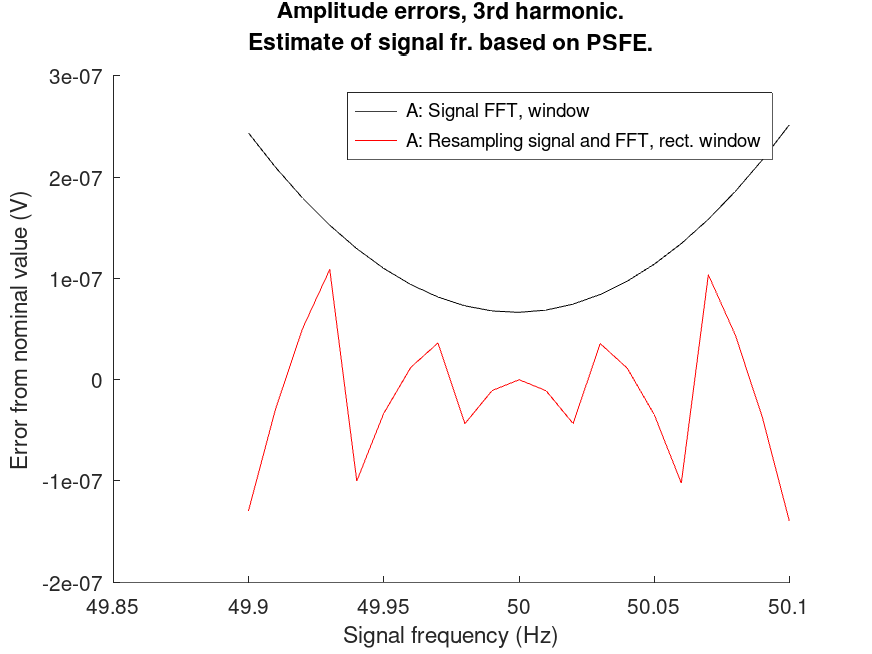 Amplitude errors, 3rd harmonic.
Estimate of signal fr. based on PSFE.
3e-07
A: Signal FFT, window
A: Resampling signal and FFT, rect. window
2e-07
1e-07
0
-1e-07
-2e-07
Error from nominal value (V)
49.85
49.9
49.95
50
50.05
50.1
Signal frequency (Hz)